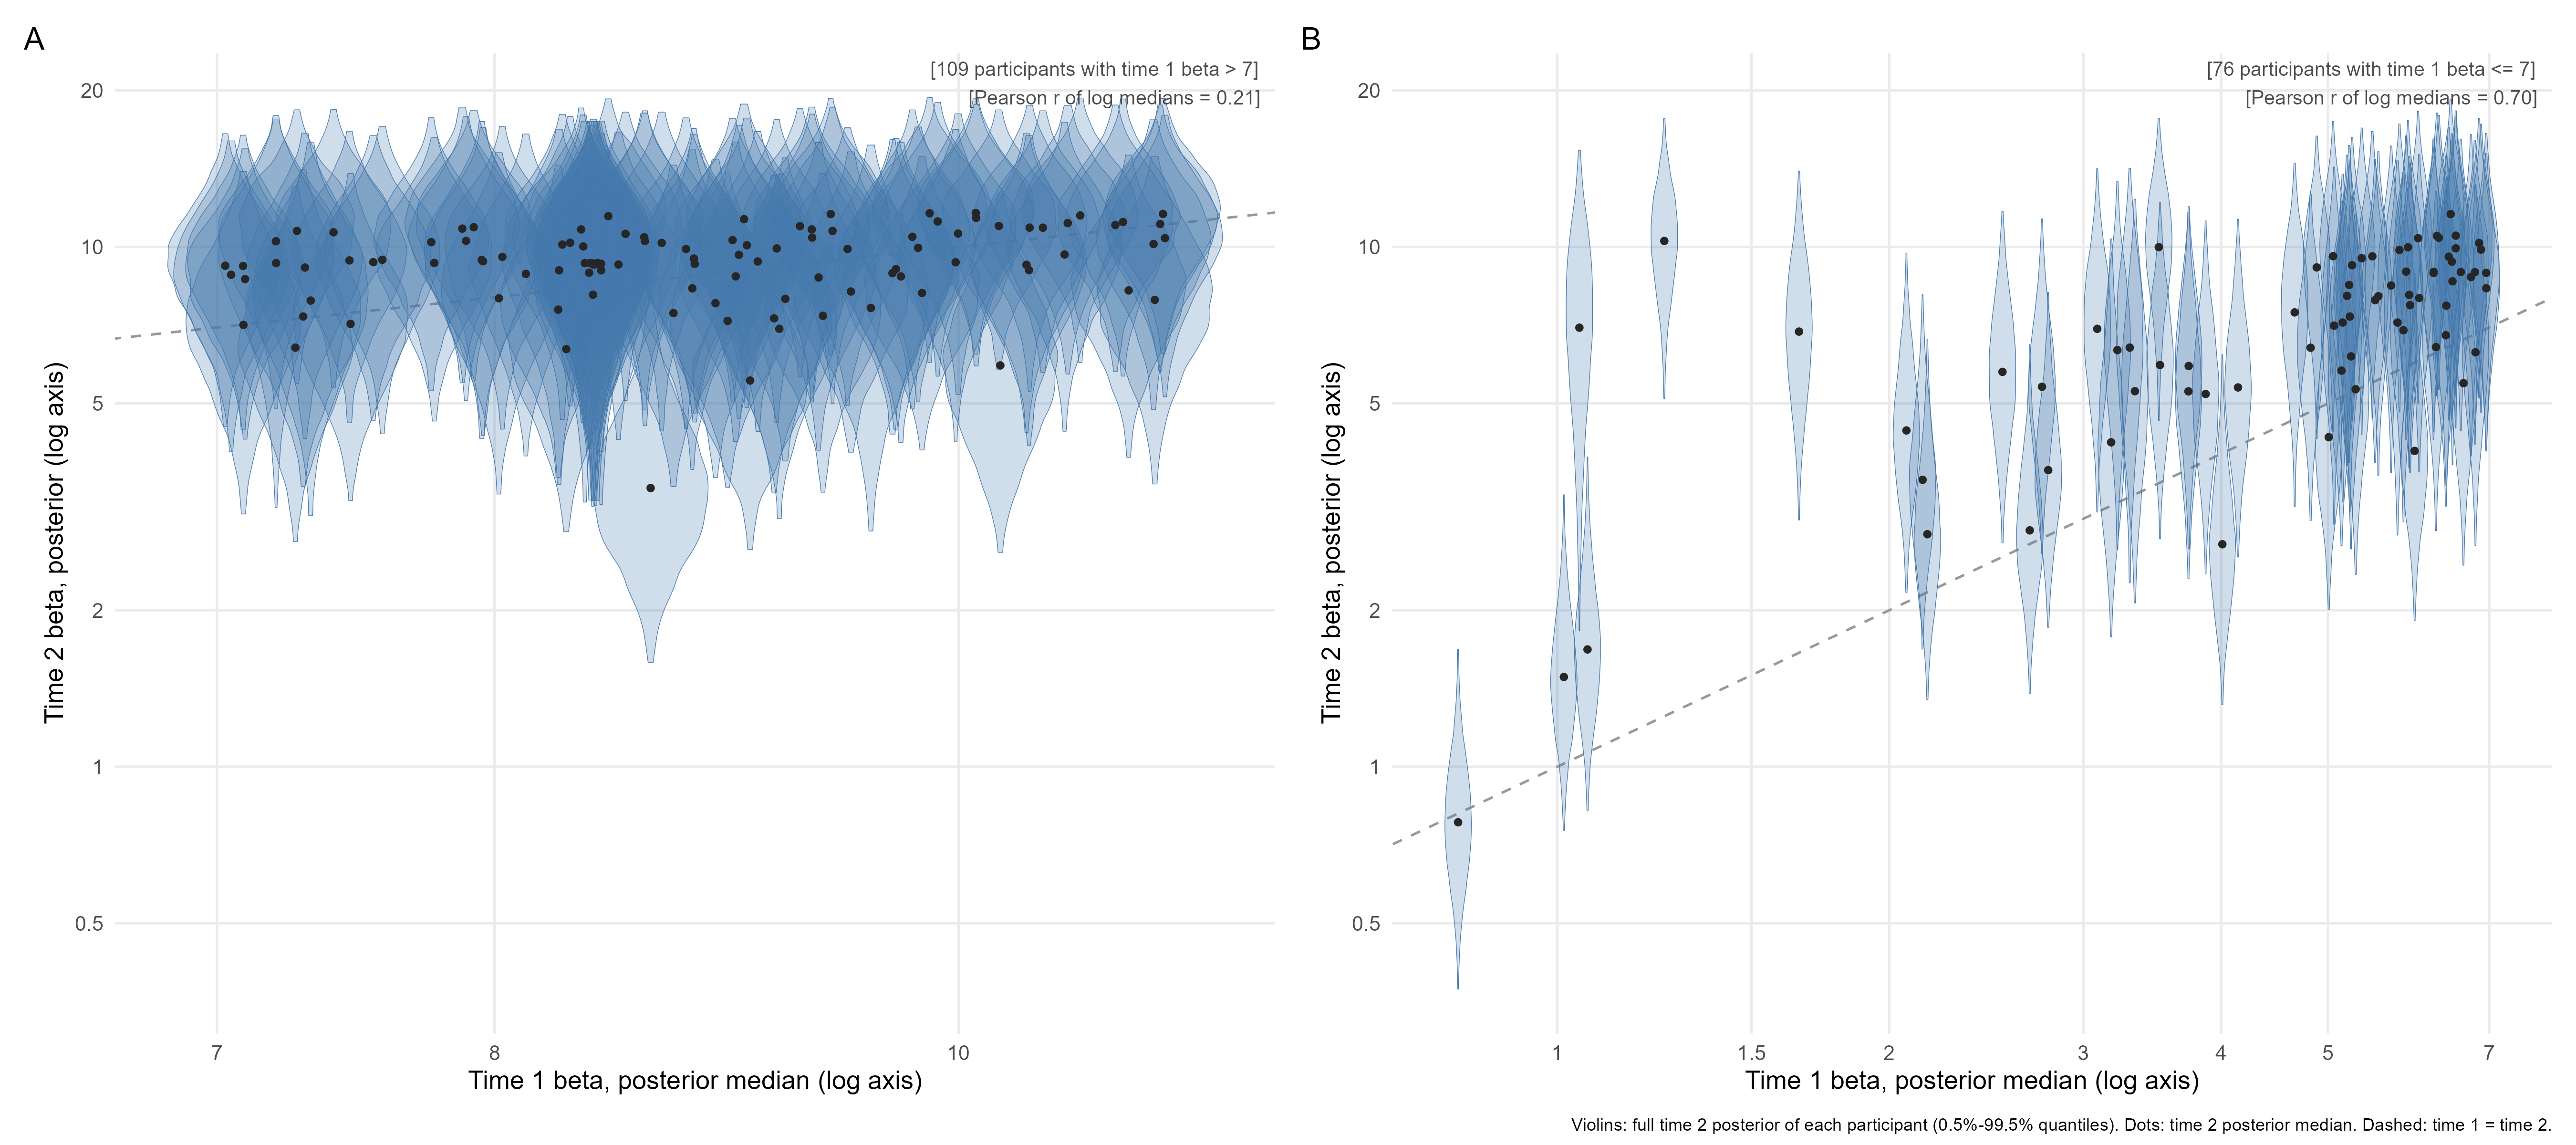 A
[109 participants with time 1 beta > 7]
[Pearson r of log medians = 0.21]
20
10
5
2
1
0.5
Time 2 beta, posterior (log axis)
7
8
10
Time 1 beta, posterior median (log axis)
B
[76 participants with time 1 beta <= 7]
[Pearson r of log medians = 0.70]
20
10
5
2
1
0.5
Time 2 beta, posterior (log axis)
1
1.5
2
3
4
5
7
Time 1 beta, posterior median (log axis)
Violins: full time 2 posterior of each participant (0.5%-99.5% quantiles). Dots: time 2 posterior median. Dashed: time 1 = time 2.